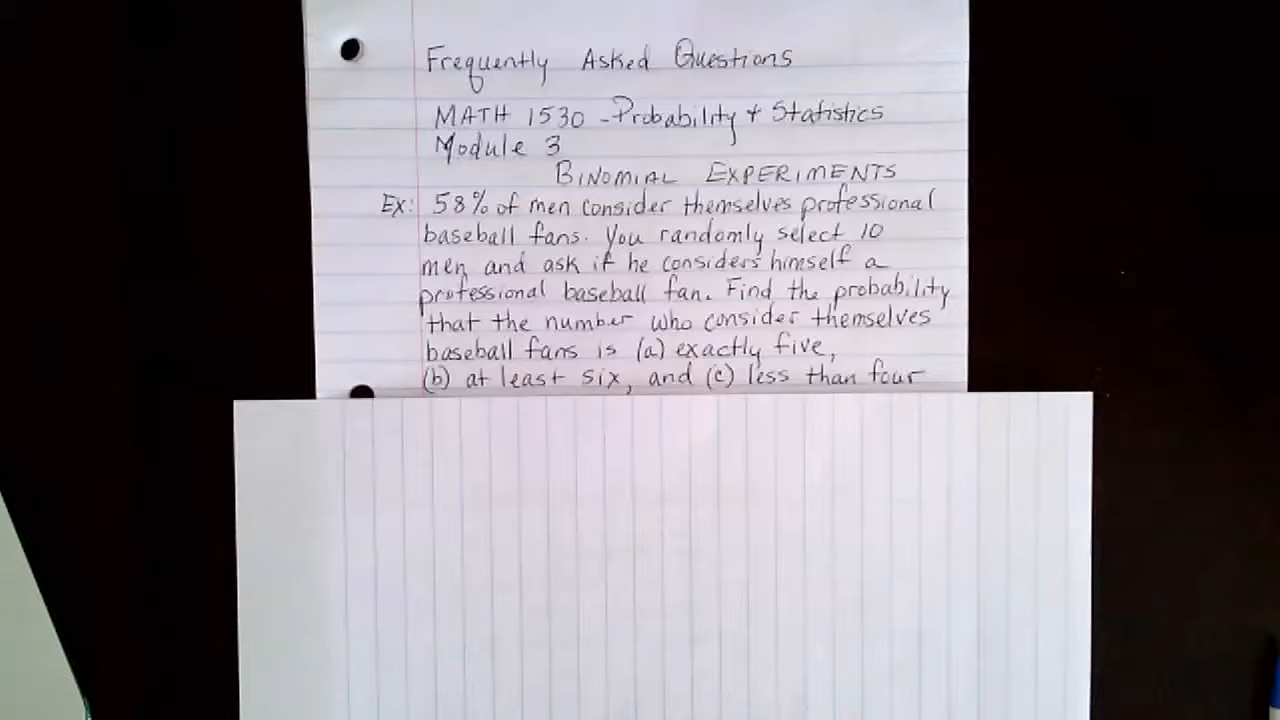 Frequently Asked Questions
MATH 1530 - Probability + Statistics
Module 3
BINOMIAL EXPERIMENTS
Ex: 58% of men consider themselves professional
baseball fans. You randomly select 10
men and ask if he considers himself a
professional baseball fan. Find the probability
that the number who consider themselves
baseball fans is (a) exactly five,
(b) at least six, and (c) less than four